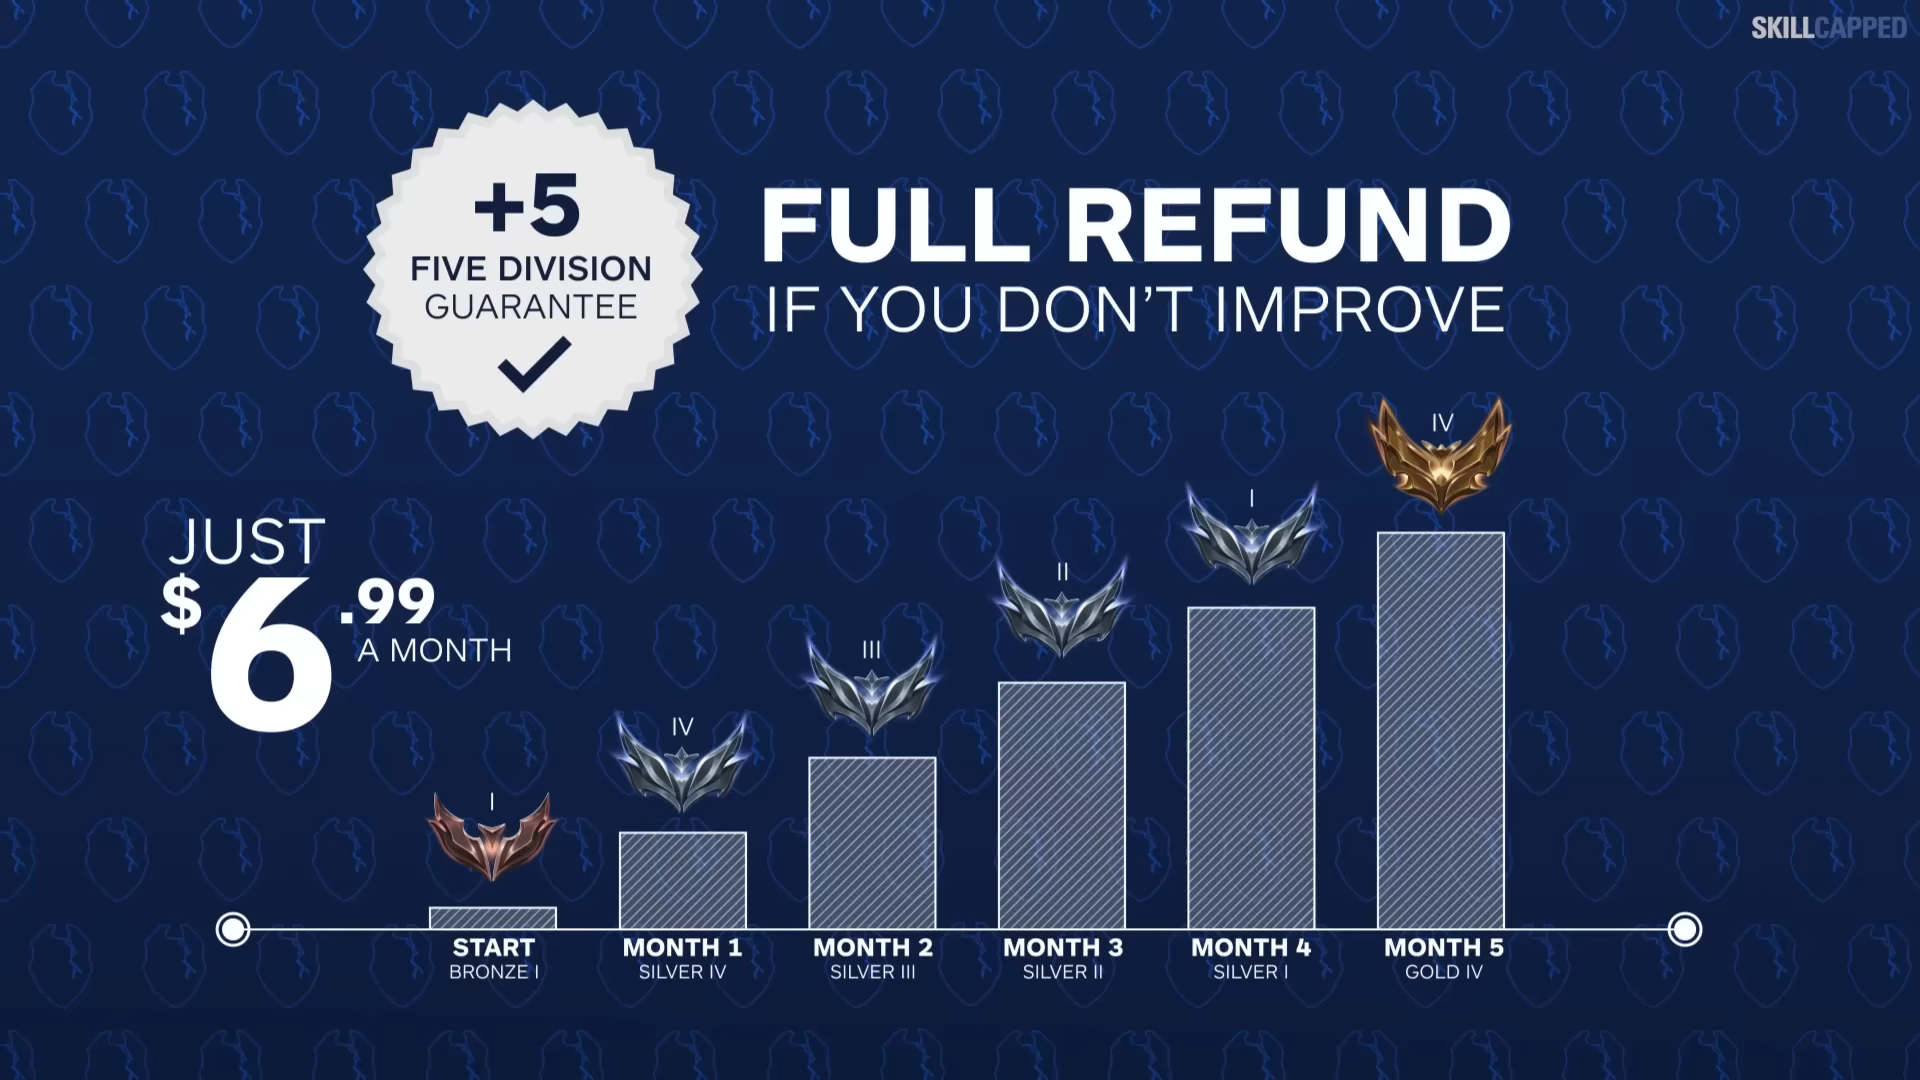 SKILLCAPPED
+5
FIVE DIVISION
GUARANTEE
FULL REFUND
IF YOU DON'T IMPROVE
JUST
$6.99
A MONTH
I
IV
III
II
I
IV
START
BRONZE I
MONTH 1
SILVER IV
MONTH 2
SILVER III
MONTH 3
SILVER II
MONTH 4
SILVER I
MONTH 5
GOLD IV